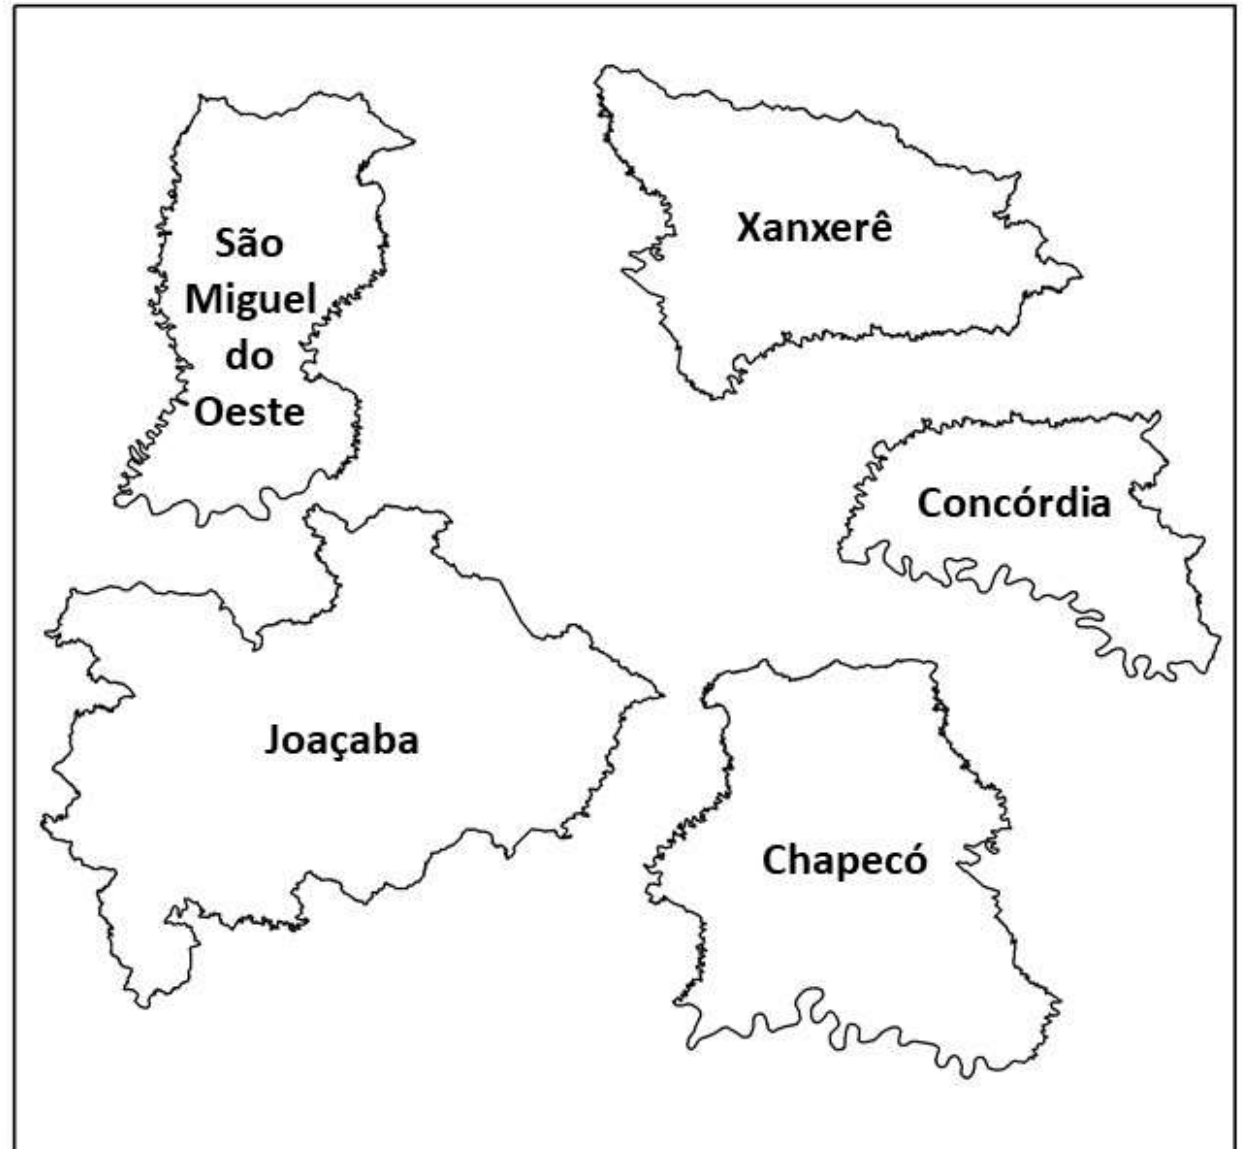 São
Miguel
do
Oeste
Xanxerê
Concórdia
Joaçaba
Chapecó